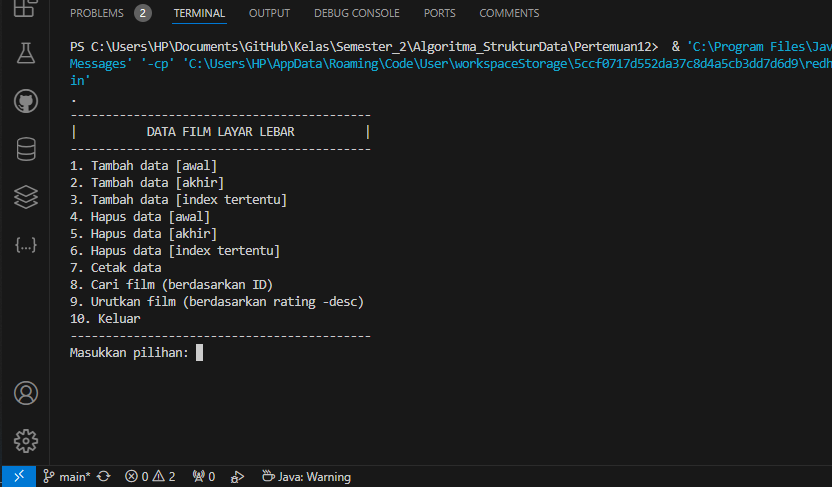 PROBLEMS 2 TERMINAL OUTPUT DEBUG CONSOLE PORTS COMMENTS
PS C:\Users\HP\Documents\GitHub\Kelas\Semester_2\Algoritma_StrukturData\Pertemuan12> & 'C:\Program Files\Jav
Messages' '-cp' 'C:\Users\HP\AppData\Roaming\Code\User\workspaceStorage\5ccf0717d552da37c8d4a5cb3dd7d6d9\redh
in'
.
-------------------------------------------
| DATA FILM LAYAR LEBAR |
-------------------------------------------
1. Tambah data [awal]
2. Tambah data [akhir]
3. Tambah data [index tertentu]
4. Hapus data [awal]
5. Hapus data [akhir]
6. Hapus data [index tertentu]
7. Cetak data
8. Cari film (berdasarkan ID)
9. Urutkan film (berdasarkan rating -desc)
10. Keluar
-------------------------------------------
Masukkan pilihan:
main* 0 2 0 Java: Warning